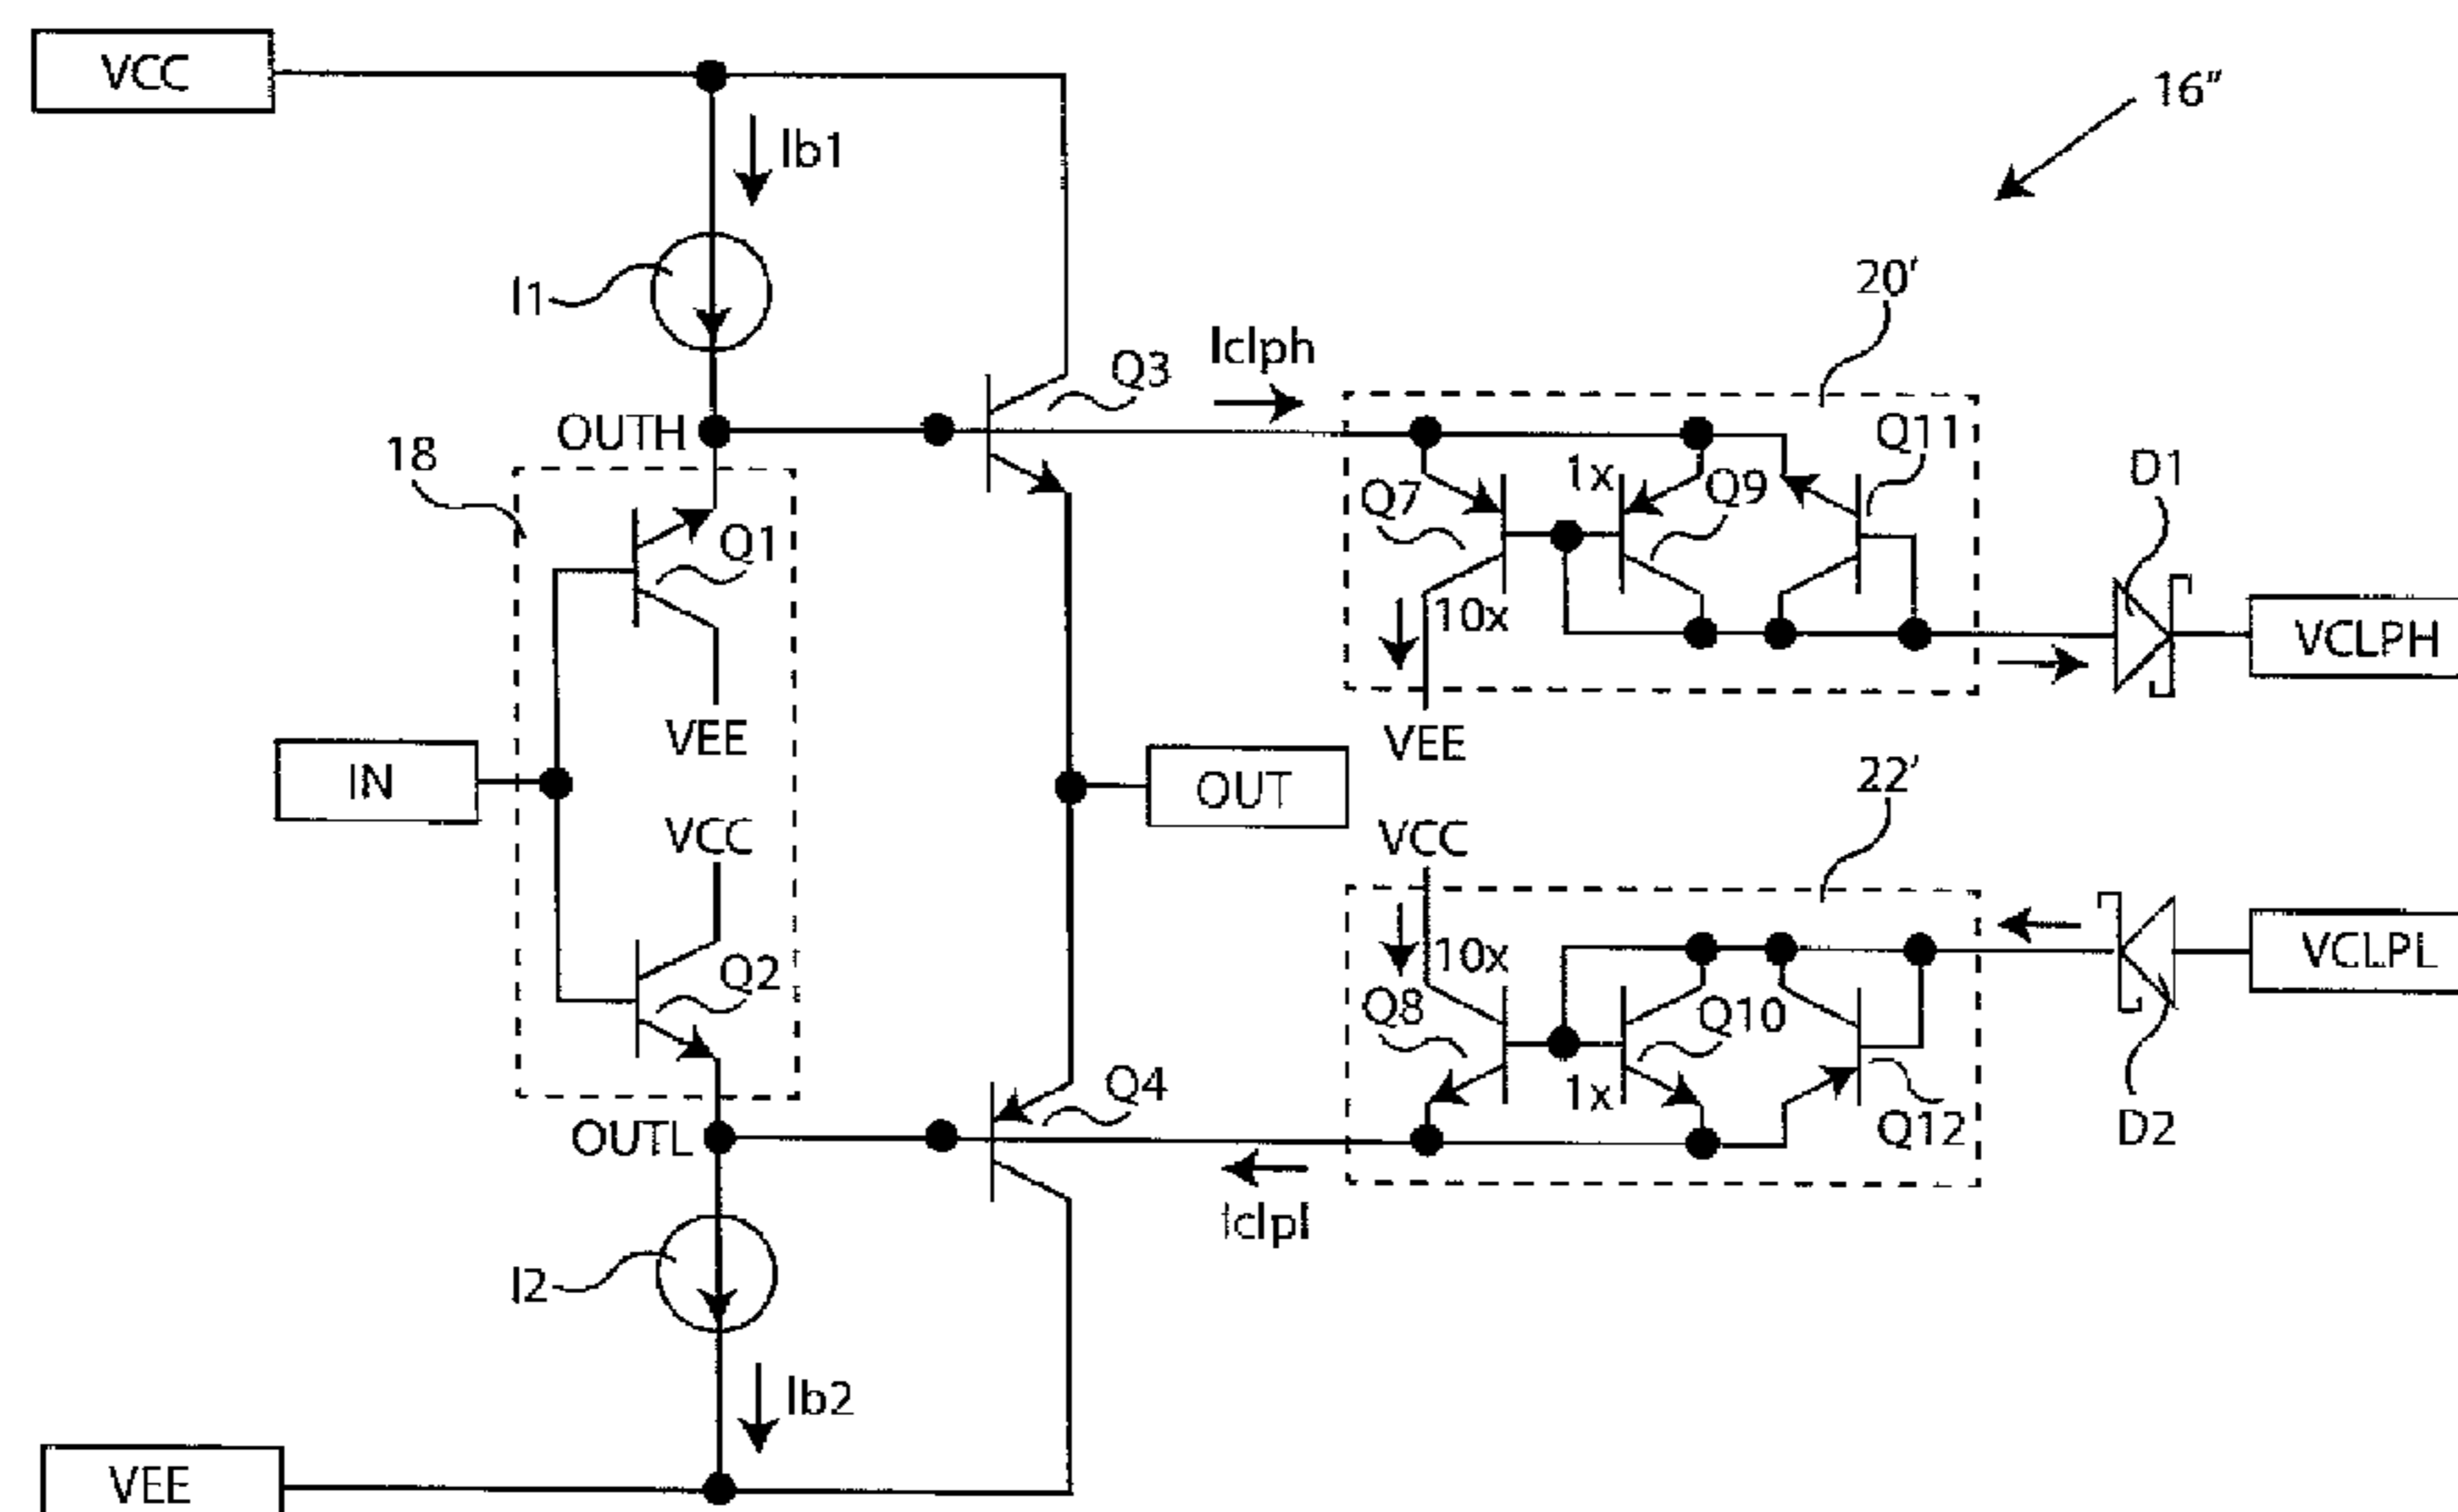 VCC
16"
Ib1
20'
I1
Iclph
Q3
OUTH
Q11
18
1x
D1
Q7
Q9
Q1
10x
VCLPH
VEE
VEE
IN
OUT
22'
VCC
VCC
10x
VCLPL
Q2
Q8
Q10
Q4
1x
OUTL
Q12
D2
Iclpl
I2
Ib2
VEE